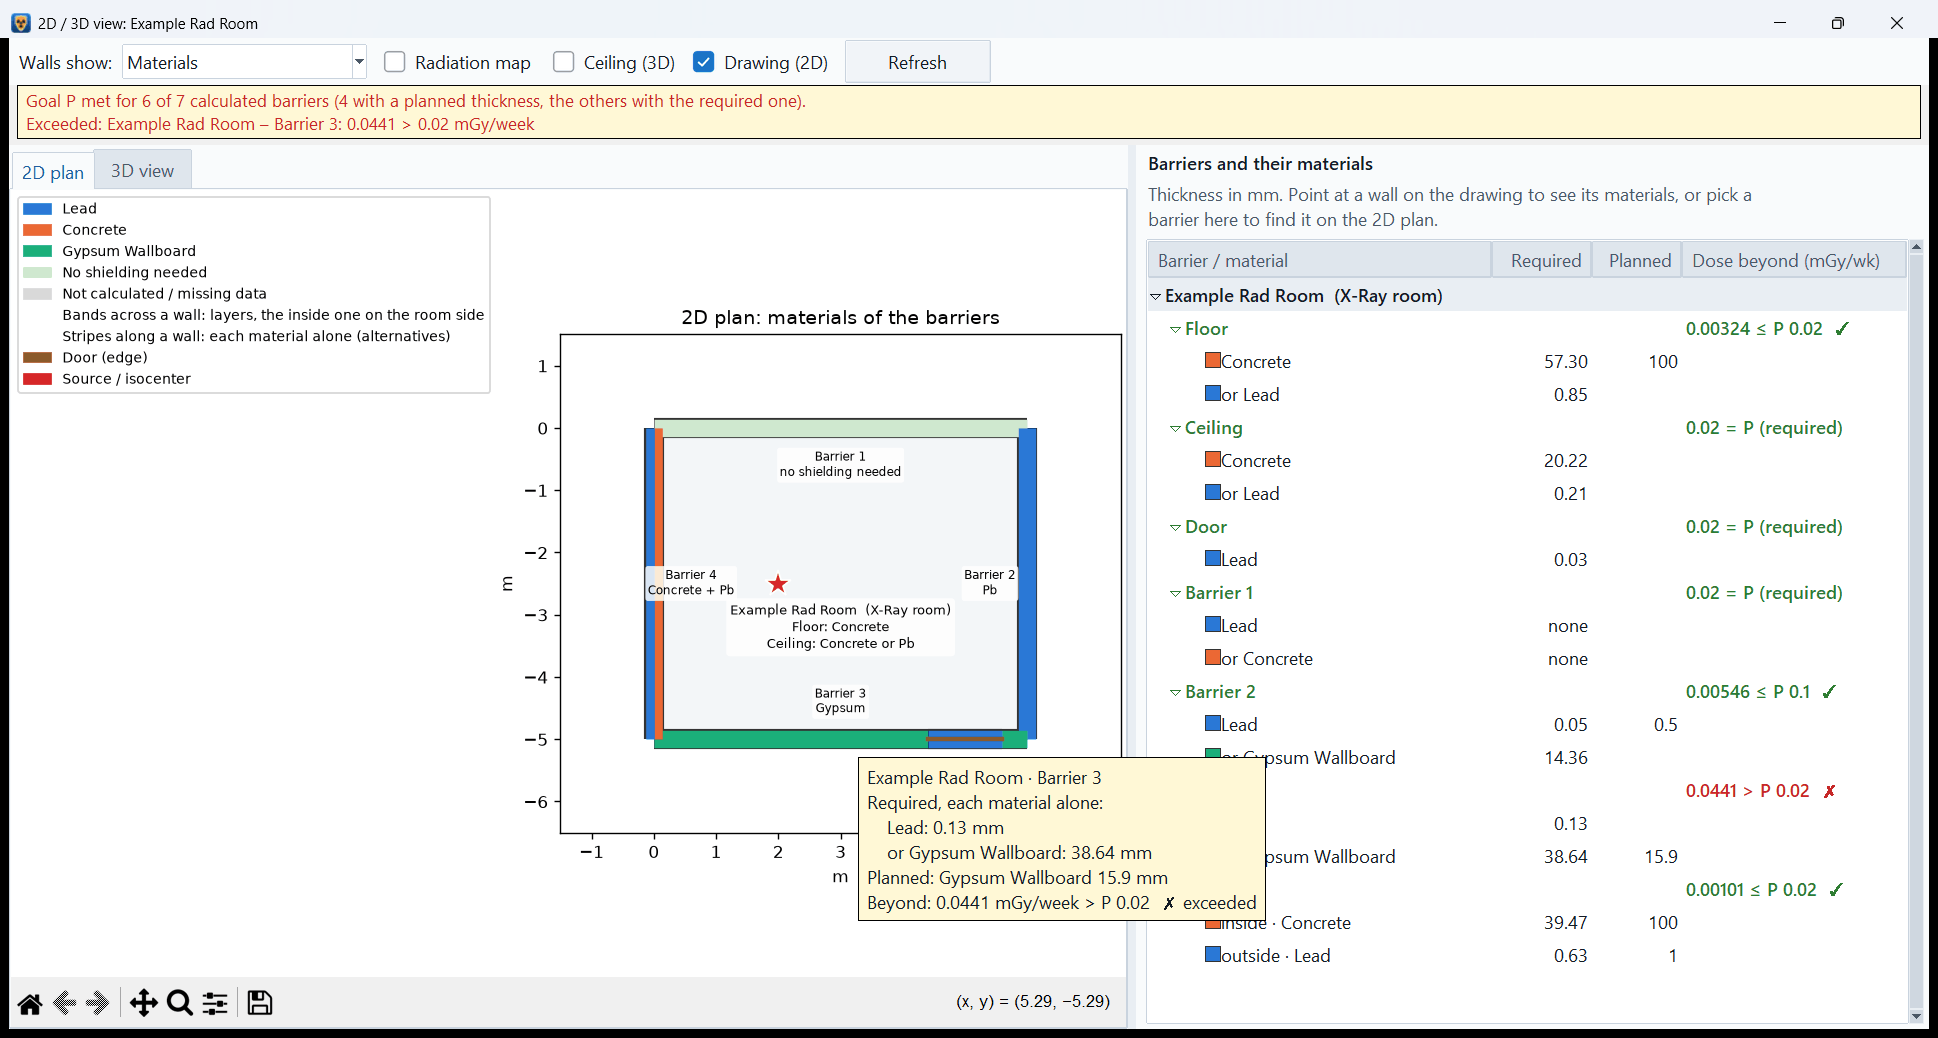 2D / 3D view: Example Rad Room
Walls show: Materials Radiation map Ceiling (3D) Drawing (2D) Refresh
Goal P met for 6 of 7 calculated barriers (4 with a planned thickness, the others with the required one).
Exceeded: Example Rad Room – Barrier 3: 0.0441 > 0.02 mGy/week
2D plan 3D view
Lead
Concrete
Gypsum Wallboard
No shielding needed
Not calculated / missing data
Bands across a wall: layers, the inside one on the room side
Stripes along a wall: each material alone (alternatives)
Door (edge)
Source / isocenter
2D plan: materials of the barriers
1
0
−1
−2
−3
−4
−5
−6
m
Barrier 1
no shielding needed
Barrier 4
Concrete + Pb
Barrier 2
Pb
Example Rad Room (X-Ray room)
Floor: Concrete
Ceiling: Concrete or Pb
Barrier 3
Gypsum
−1 0 1 2 3
m
Example Rad Room · Barrier 3
Required, each material alone:
Lead: 0.13 mm
or Gypsum Wallboard: 38.64 mm
Planned: Gypsum Wallboard 15.9 mm
Beyond: 0.0441 mGy/week > P 0.02 ✗ exceeded
(x, y) = (5.29, −5.29)
Barriers and their materials
Thickness in mm. Point at a wall on the drawing to see its materials, or pick a
barrier here to find it on the 2D plan.
Barrier / material Required Planned Dose beyond (mGy/wk)
Example Rad Room (X-Ray room)
Floor 0.00324 ≤ P 0.02 ✓
Concrete 57.30 100
or Lead 0.85
Ceiling 0.02 = P (required)
Concrete 20.22
or Lead 0.21
Door 0.02 = P (required)
Lead 0.03
Barrier 1 0.02 = P (required)
Lead none
or Concrete none
Barrier 2 0.00546 ≤ P 0.1 ✓
Lead 0.05 0.5
or Gypsum Wallboard 14.36
0.0441 > P 0.02 ✗
0.13
Wallboard 38.64 15.9
0.00101 ≤ P 0.02 ✓
inside · Concrete 39.47 100
outside · Lead 0.63 1